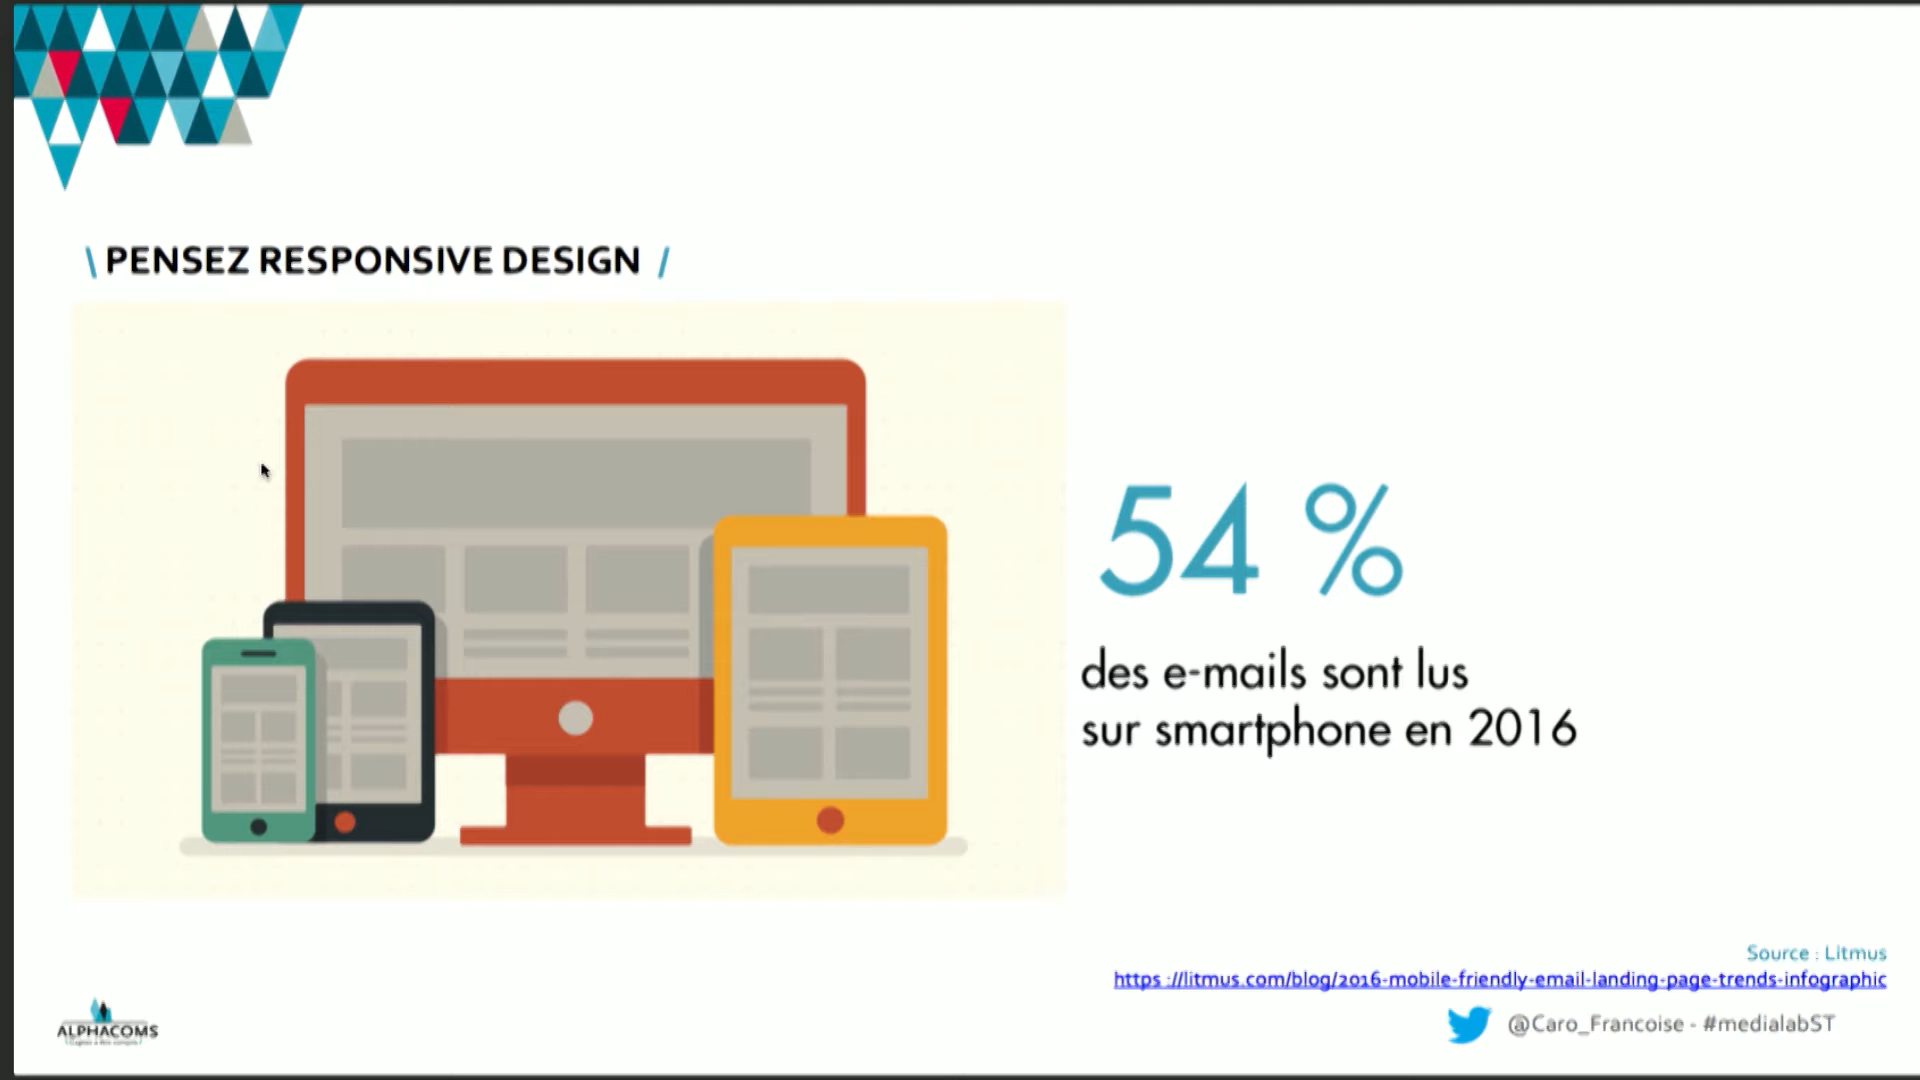 \ PENSEZ RESPONSIVE DESIGN /
54 %
des e-mails sont lus
sur smartphone en 2016
Source : Litmus
https ://litmus.com/blog/2016-mobile-friendly-email-landing-page-trends-infographic
@Caro_Francoise - #medialabST
ALPHACOMS